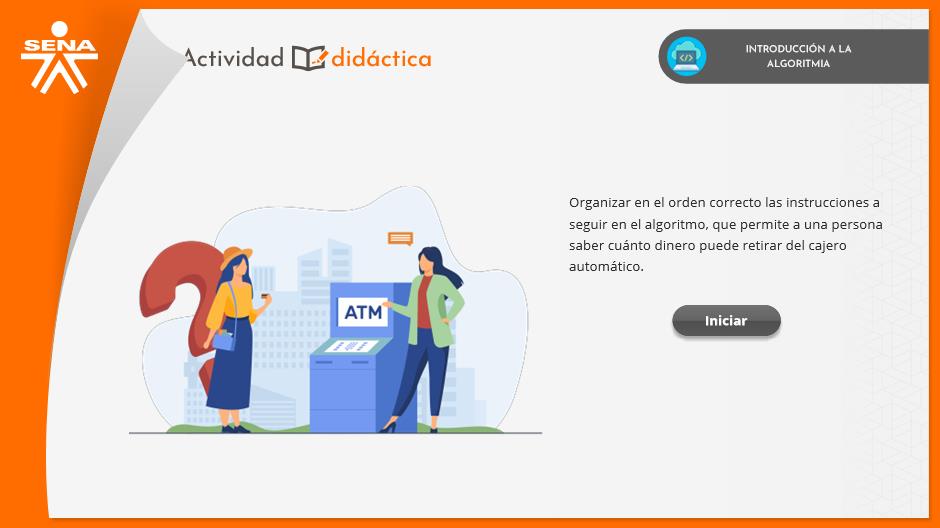 SENA
Actividad didáctica
INTRODUCCIÓN A LA
ALGORITMIA
Organizar en el orden correcto las instrucciones a
seguir en el algoritmo, que permite a una persona
saber cuánto dinero puede retirar del cajero
automático.
ATM
Iniciar